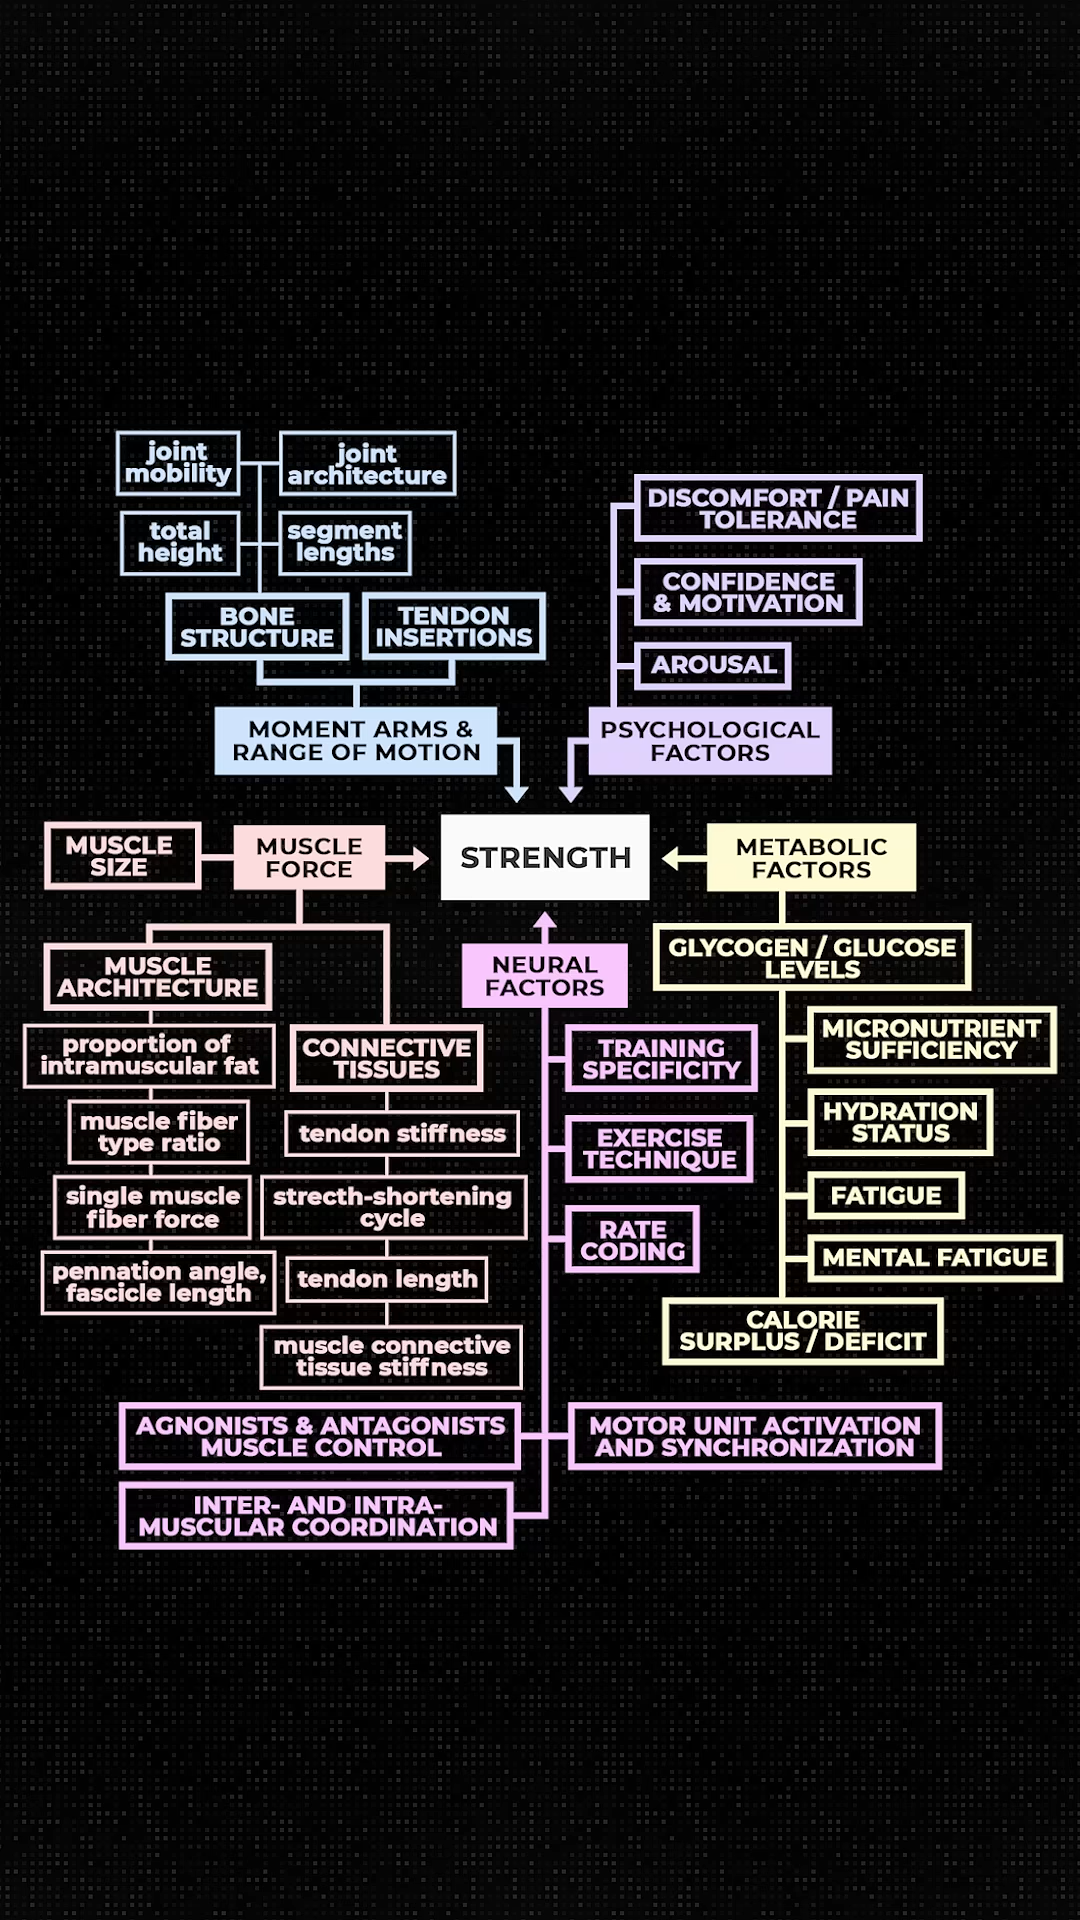 joint
mobility
joint
architecture
total
height
segment
lengths
BONE
STRUCTURE
TENDON
INSERTIONS
MOMENT ARMS &
RANGE OF MOTION
DISCOMFORT / PAIN
TOLERANCE
CONFIDENCE
& MOTIVATION
AROUSAL
PSYCHOLOGICAL
FACTORS
MUSCLE
SIZE
MUSCLE
FORCE
STRENGTH
METABOLIC
FACTORS
MUSCLE
ARCHITECTURE
proportion of
intramuscular fat
muscle fiber
type ratio
single muscle
fiber force
pennation angle,
fascicle length
CONNECTIVE
TISSUES
tendon stiffness
strecth-shortening
cycle
tendon length
muscle connective
tissue stiffness
NEURAL
FACTORS
TRAINING
SPECIFICITY
EXERCISE
TECHNIQUE
RATE
CODING
GLYCOGEN / GLUCOSE
LEVELS
MICRONUTRIENT
SUFFICIENCY
HYDRATION
STATUS
FATIGUE
MENTAL FATIGUE
CALORIE
SURPLUS / DEFICIT
AGNONISTS & ANTAGONISTS
MUSCLE CONTROL
MOTOR UNIT ACTIVATION
AND SYNCHRONIZATION
INTER- AND INTRA-
MUSCULAR COORDINATION